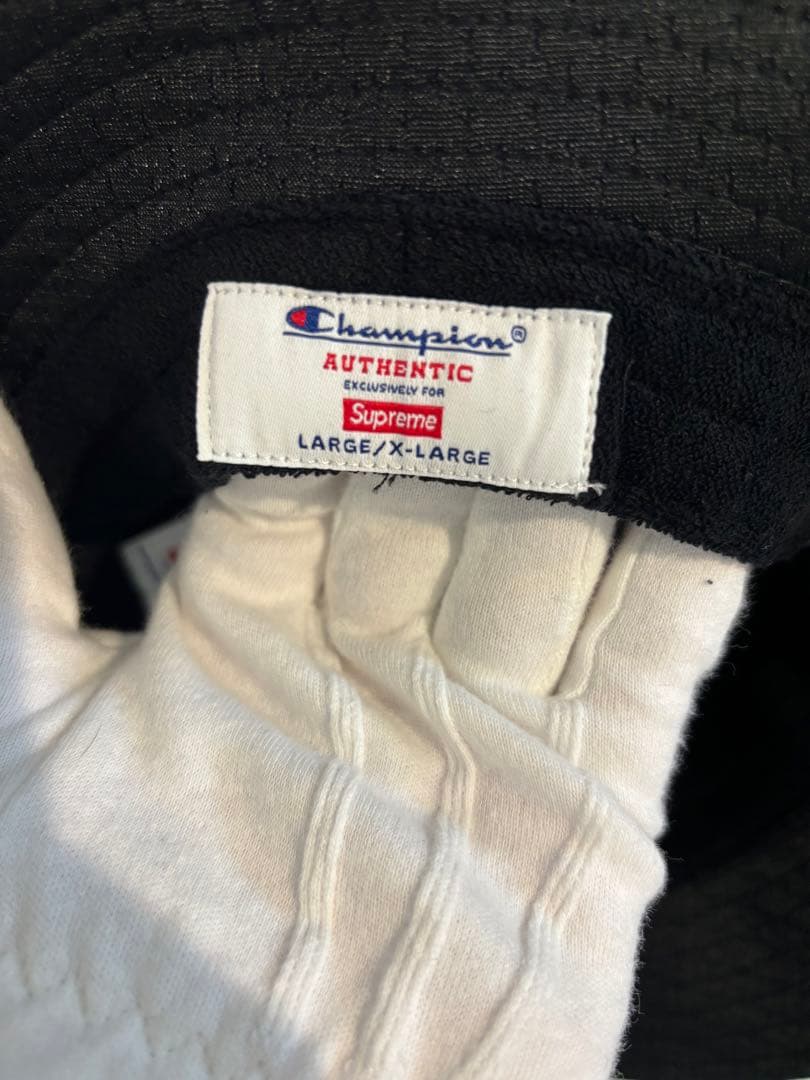 Champion®
AUTHENTIC
EXCLUSIVELY FOR
Supreme
LARGE/X-LARGE